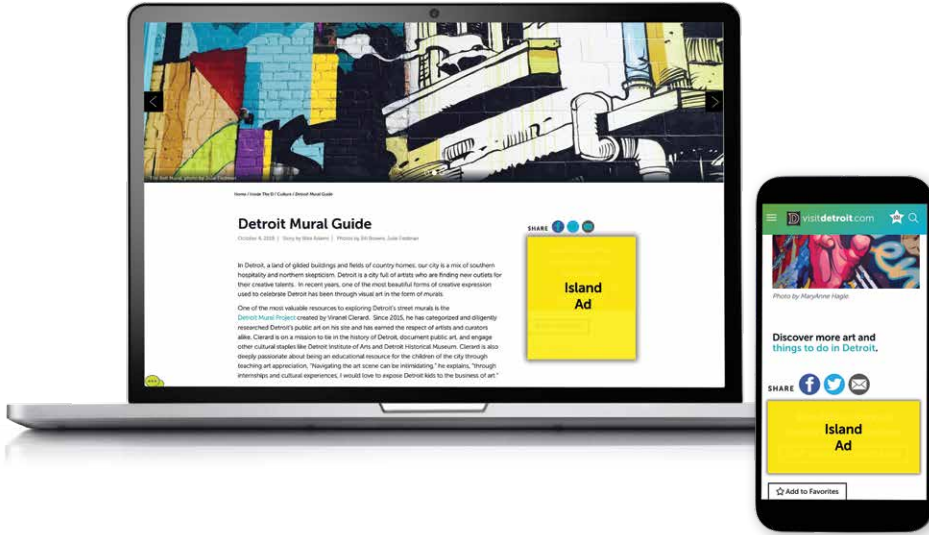 Home / Inside The D / Culture / Detroit Mural Guide
Detroit Mural Guide
SHARE
In Detroit, a land of gilded buildings and fields of country homes, our city is a mix of southern
hospitality and northern skepticism. Detroit is a city full of artists who are finding new outlets for
their creative talents. In recent years, one of the most beautiful forms of creative expression
used to celebrate Detroit has been through visual art in the form of murals.
One of the most valuable resources to exploring Detroit's street murals is the
Detroit Mural Project created by Viranel Clerard. Since 2015, he has categorized and diligently
researched Detroit's public art on his site and has earned the respect of artists and curators
alike. Clerard is on a mission to tie in the history of Detroit, document public art, and engage
other cultural staples like Detroit Institute of Arts and Detroit Historical Museum. Clerard is also
deeply passionate about being an educational resource for the children of the city through
teaching art appreciation, "Navigating the art scene can be intimidating," he explains, "through
internships and cultural experiences, I would love to expose Detroit kids to the business of art."
Island
Ad
D visitdetroit.com
Photo by MaryAnne Hagle
Discover more art and
things to do in Detroit.
SHARE
Island
Ad
Add to Favorites